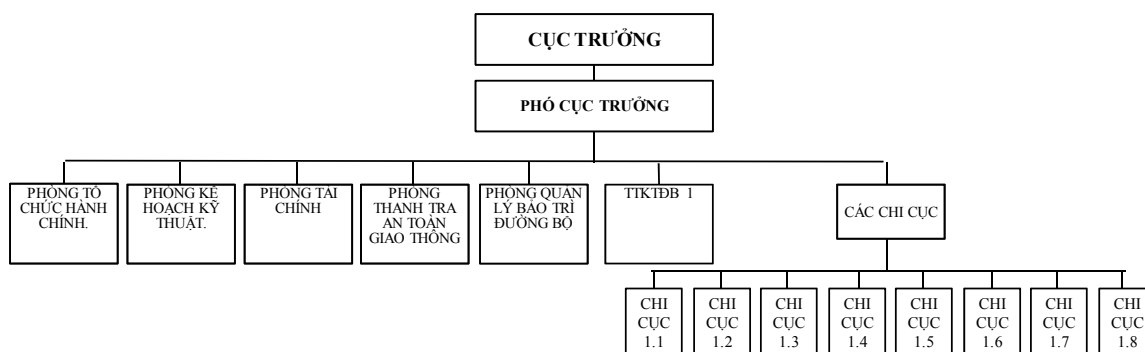 CỤC TRƯỞNG
PHÓ CỤC TRƯỞNG
PHÒNG TỔ
CHỨC HÀNH
CHÍNH.
PHÒNG KẾ
HOẠCH KỸ
THUẬT.
PHÒNG TÀI
CHÍNH
PHÒNG
THANH TRA
AN TOÀN
GIAO THÔNG
PHÒNG QUẢN
LÝ BẢO TRÌ
ĐƯỜNG BỘ
TTKTĐB 1
CÁC CHI CỤC
CHI
CỤC
1.1
CHI
CỤC
1.2
CHI
CỤC
1.3
CHI
CỤC
1.4
CHI
CỤC
1.5
CHI
CỤC
1.6
CHI
CỤC
1.7
CHI
CỤC
1.8